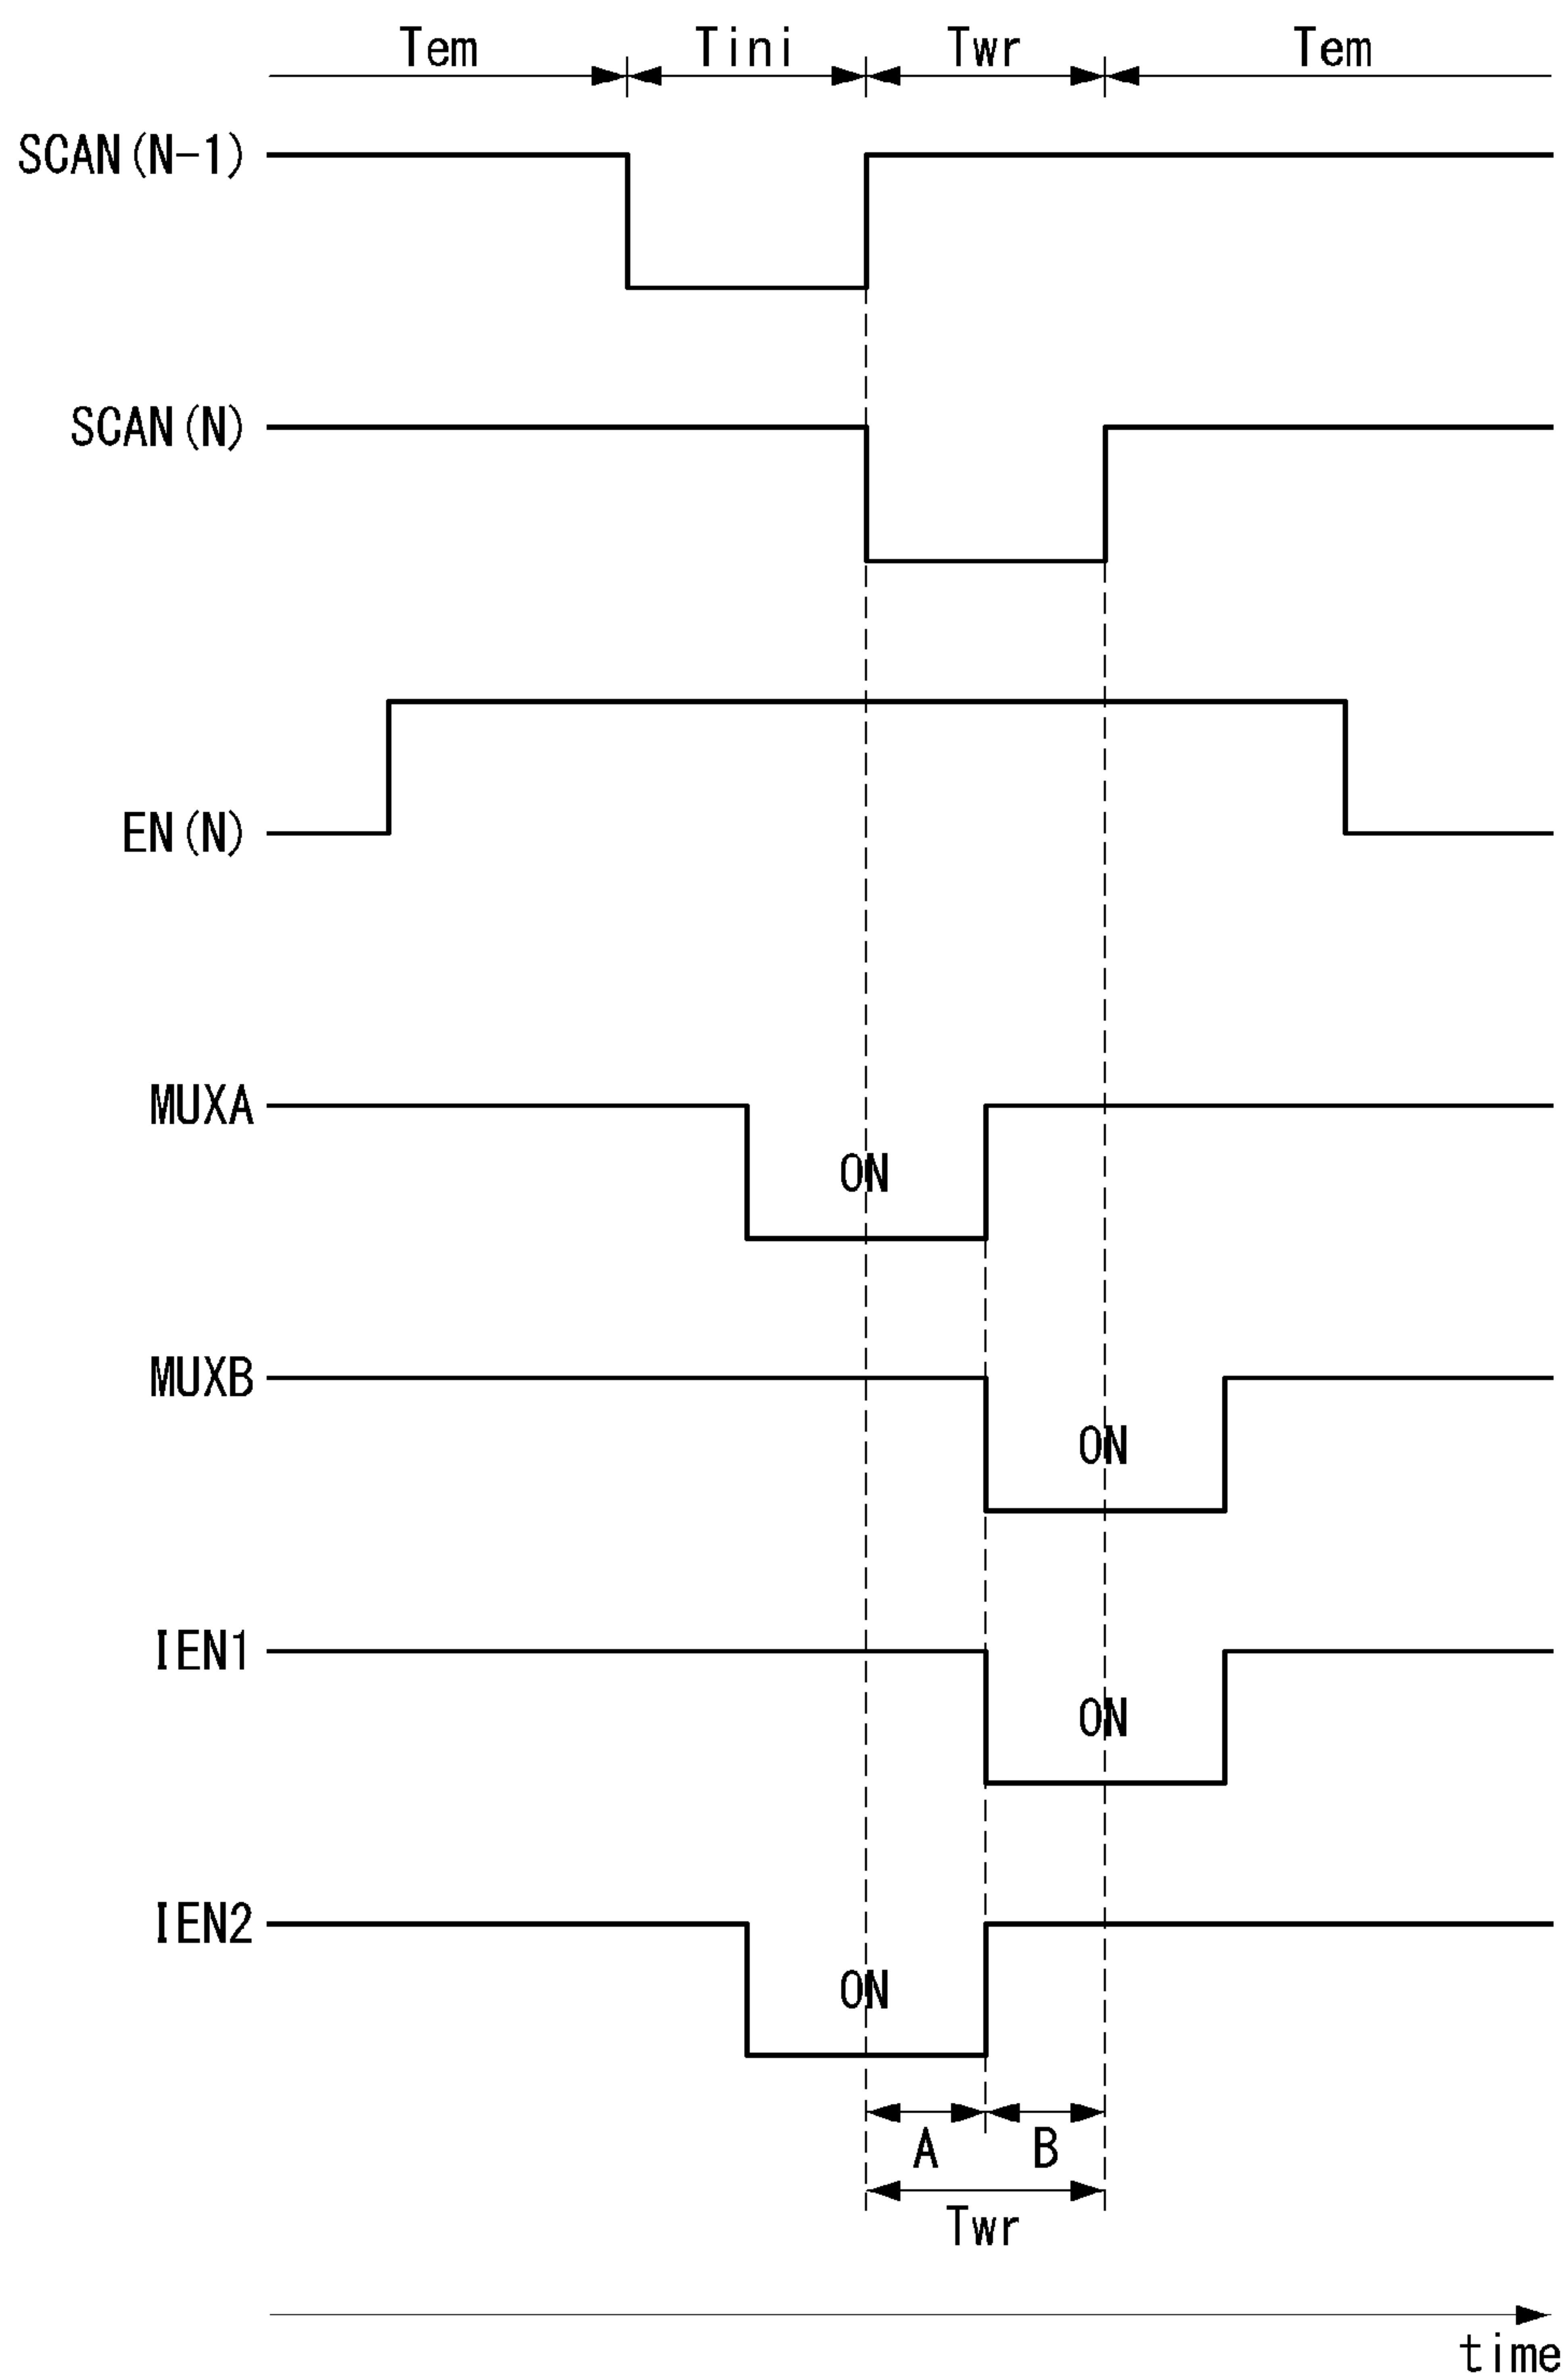 Tem Tini Twr Tem
SCAN(N-1)
SCAN(N)
EN(N)
MUXA
ON
MUXB
ON
IEN1
ON
IEN2
ON
A B
Twr
time